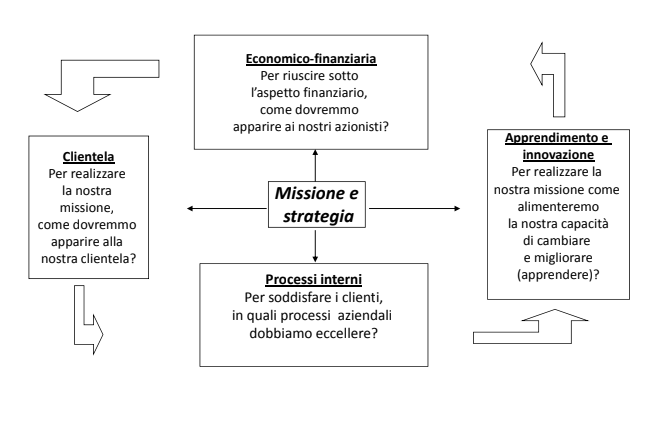 Economico-finanziaria
Per riuscire sotto
l'aspetto finanziario,
come dovremmo
apparire ai nostri azionisti?
Clientela
Per realizzare
la nostra
missione,
come dovremmo
apparire alla
nostra clientela?
Missione e
strategia
Apprendimento e
innovazione
Per realizzare la
nostra missione come
alimenteremo
la nostra capacità
di cambiare
e migliorare
(apprendere)?
Processi interni
Per soddisfare i clienti,
in quali processi aziendali
dobbiamo eccellere?